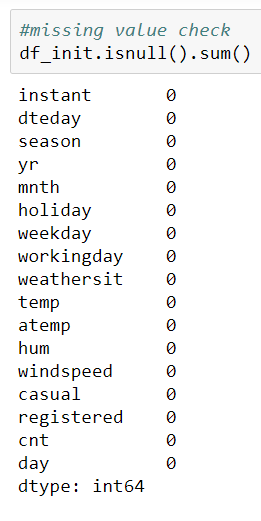 #missing value check
df_init.isnull().sum()
instant 0
dteday 0
season 0
yr 0
mnth 0
holiday 0
weekday 0
workingday 0
weathersit 0
temp 0
atemp 0
hum 0
windspeed 0
casual 0
registered 0
cnt 0
day 0
dtype: int64